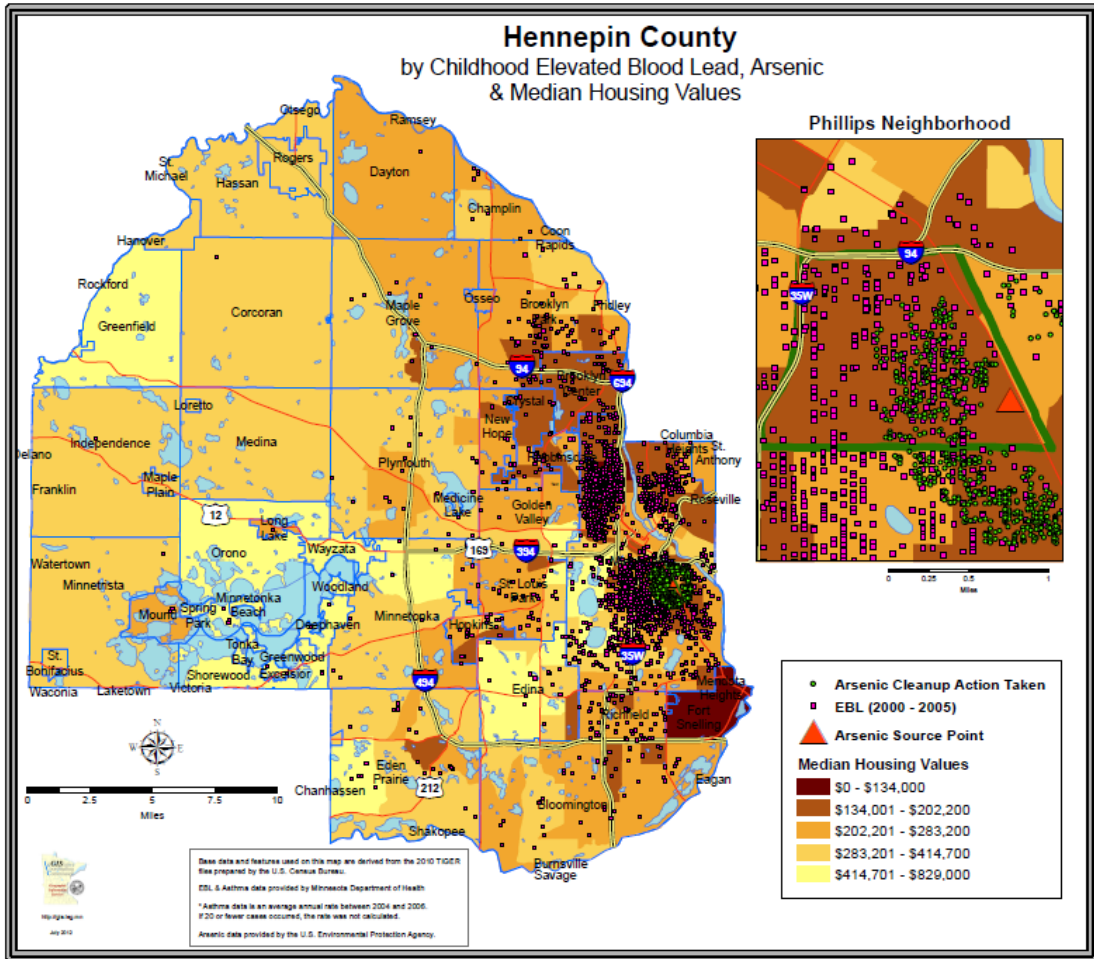 Hennepin County
by Childhood Elevated Blood Lead, Arsenic
& Median Housing Values
Phillips Neighborhood
Otsego
Ramsey
Rogers
St.
Michael
Hassan
Dayton
Champlin
Hanover
Coon
Rapids
Rockford
Greenfield
Corcoran
Maple
Grove
Osseo
Brooklyn
Park
Fridley
94
694
Brooklyn
Center
Crystal
New
Hope
Robbinsdale
Loretto
Independence
Medina
Delano
Maple
Plain
Franklin
Plymouth
Medicine
Lake
Golden
Valley
Columbia
Heights
St.
Anthony
Roseville
12
Long
Lake
169
394
Orono
Wayzata
Watertown
Minnetrista
Woodland
Minnetonka
Beach
Spring
Park
Mound
Minnetonka
St. Louis
Park
Hopkins
Deephaven
Tonka
Bay
Greenwood
Excelsior
Shorewood
St.
Bonifacius
Waconia
Laketown
Victoria
494
35W
Edina
Richfield
Mendota
Heights
Fort
Snelling
Eden
Prairie
212
Chanhassen
Bloomington
Eagan
Shakopee
Burnsville
Savage
94
35W
0 0.25 0.5 1
Miles
N
W E
S
0 2.5 5 7.5 10
Miles
Arsenic Cleanup Action Taken
EBL (2000 - 2005)
Arsenic Source Point
Median Housing Values
$0 - $134,000
$134,001 - $202,200
$202,201 - $283,200
$283,201 - $414,700
$414,701 - $829,000
GIS
July 2012
Base data and features used on this map are derived from the 2010 TIGER
files prepared by the U.S. Census Bureau.
EBL & Asthma data provided by Minnesota Department of Health
* Asthma data is an average annual rate between 2004 and 2006.
If 20 or fewer cases occurred, the rate was not calculated.
Arsenic data provided by the U.S. Environmental Protection Agency.